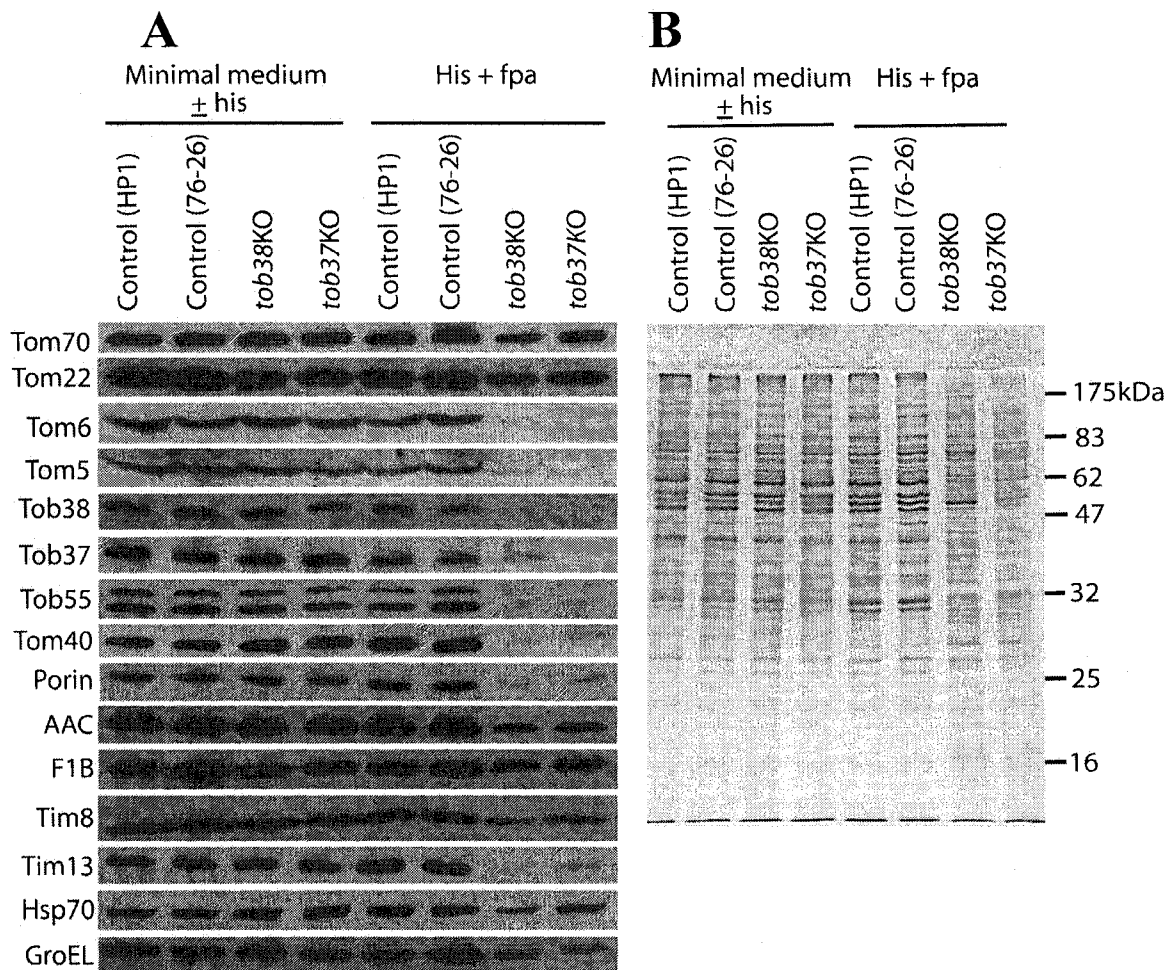 A
Minimal medium
± his
His + fpa
Control (HP1)
Control (76-26)
tob38KO
tob37KO
Control (HP1)
Control (76-26)
tob38KO
tob37KO
Tom70
Tom22
Tom6
Tom5
Tob38
Tob37
Tob55
Tom40
Porin
AAC
F1B
Tim8
Tim13
Hsp70
GroEL
B
Minimal medium
± his
His + fpa
Control (HP1)
Control (76-26)
tob38KO
tob37KO
Control (HP1)
Control (76-26)
tob38KO
tob37KO
175kDa
83
62
47
32
25
16